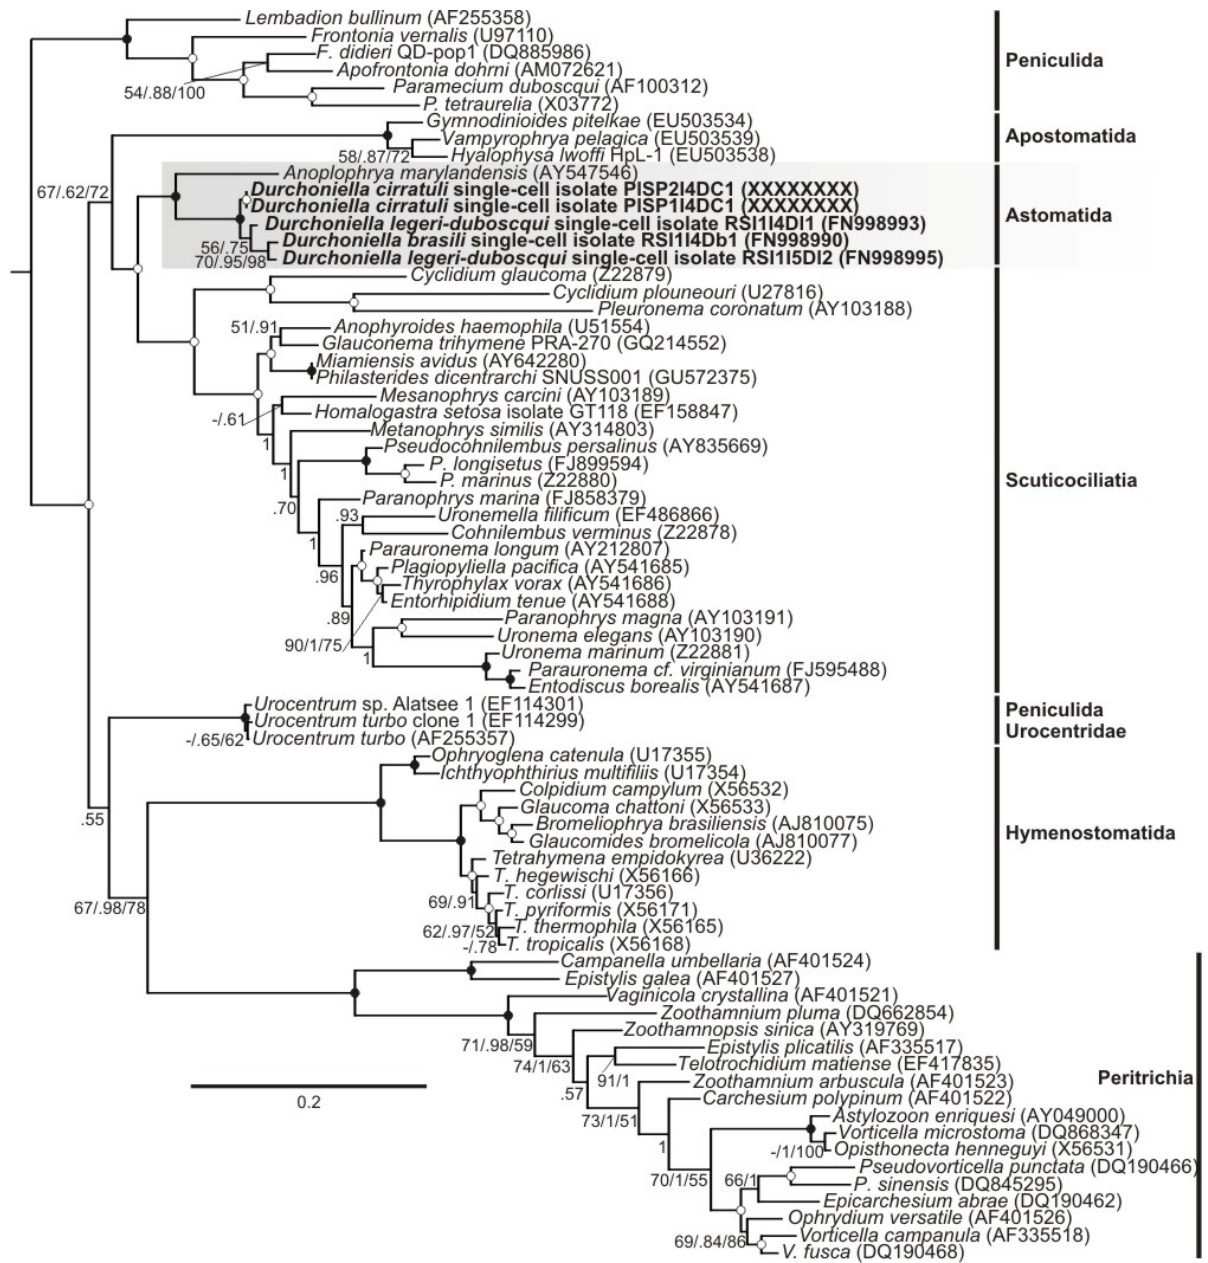 Lembadion bullinum (AF255358)
Frontonia vernalis (U97110)
F. didieri QD-pop1 (DQ885986)
Apofrontonia dohrni (AM072621)
Peniculida
54/.88/100
Paramecium duboscqui (AF100312)
P. tetraurelia (X03772)
Gymnodinioides pitelkae (EU503534)
Vampyrophrya pelagica (EU503539)
Apostomatida
58/.87/72
Hyalophysa lwoffi HpL-1 (EU503538)
Anoplophrya marylandensis (AY547546)
67/.62/72
Durchoniella cirratuli single-cell isolate PISP2I4DC1 (XXXXXXXX)
Durchoniella cirratuli single-cell isolate PISP1I4DC1 (XXXXXXXX)
Astomatida
Durchoniella legeri-duboscqui single-cell isolate RSI1I4DI1 (FN998993)
Durchoniella brasili single-cell isolate RSI1I4Db1 (FN998990)
56/.75
Durchoniella legeri-duboscqui single-cell isolate RSI1I5DI2 (FN998995)
70/.95/98
Cyclidium glaucoma (Z22879)
Cyclidium plouneouri (U27816)
Pleuronema coronatum (AY103188)
51/.91
Anophyroides haemophila (U51554)
Glauconema trihymene PRA-270 (GQ214552)
Miamiensis avidus (AY642280)
Philasterides dicentrarchi SNUSS001 (GU572375)
Mesanophrys carcini (AY103189)
Homalogastra setosa isolate GT118 (EF158847)
-/.61
Metanophrys similis (AY314803)
1
Pseudocohnilembus persalinus (AY835669)
P. longisetus (FJ899594)
1
P. marinus (Z22880)
Scuticociliatia
Paranophrys marina (FJ858379)
.70
.93
Uronemella filificum (EF486866)
Cohnilembus verminus (Z22878)
1
Parauronema longum (AY212807)
Plagiopyliella pacifica (AY541685)
.96
Thyrophylax vorax (AY541686)
Entorhipidium tenue (AY541688)
.89
Paranophrys magna (AY103191)
Uronema elegans (AY103190)
90/1/75
Uronema marinum (Z22881)
1
Parauronema cf. virginianum (FJ595488)
Entodiscus borealis (AY541687)
Urocentrum sp. Alatsee 1 (EF114301)
Peniculida
Urocentrum turbo clone 1 (EF114299)
Urocentridae
-/.65/62
Urocentrum turbo (AF255357)
Ophryoglena catenula (U17355)
Ichthyophthirius multifiliis (U17354)
Colpidium campylum (X56532)
Glaucoma chattoni (X56533)
.55
Bromeliophrya brasiliensis (AJ810075)
Hymenostomatida
Glaucomides bromelicola (AJ810077)
Tetrahymena empidokyrea (U36222)
T. hegewischi (X56166)
T. corlissi (U17356)
69/.91
67/.98/78
T. pyriformis (X56171)
T. thermophila (X56165)
62/.97/52
T. tropicalis (X56168)
-/.78
Campanella umbellaria (AF401524)
Epistylis galea (AF401527)
Vaginicola crystallina (AF401521)
Zoothamnium pluma (DQ662854)
Zoothamnopsis sinica (AY319769)
71/.98/59
Epistylis plicatilis (AF335517)
74/1/63
Telotrochidium matiense (EF417835)
91/1
Zoothamnium arbuscula (AF401523)
Peritrichia
.57
Carchesium polypinum (AF401522)
0.2
Astylozoon enriquesi (AY049000)
73/1/51
Vorticella microstoma (DQ868347)
1
-/1/100
Opisthonecta henneguyi (X56531)
Pseudovorticella punctata (DQ190466)
70/1/55
66/1
P. sinensis (DQ845295)
Epicarchesium abrae (DQ190462)
Ophrydium versatile (AF401526)
Vorticella campanula (AF335518)
69/.84/86
V. fusca (DQ190468)